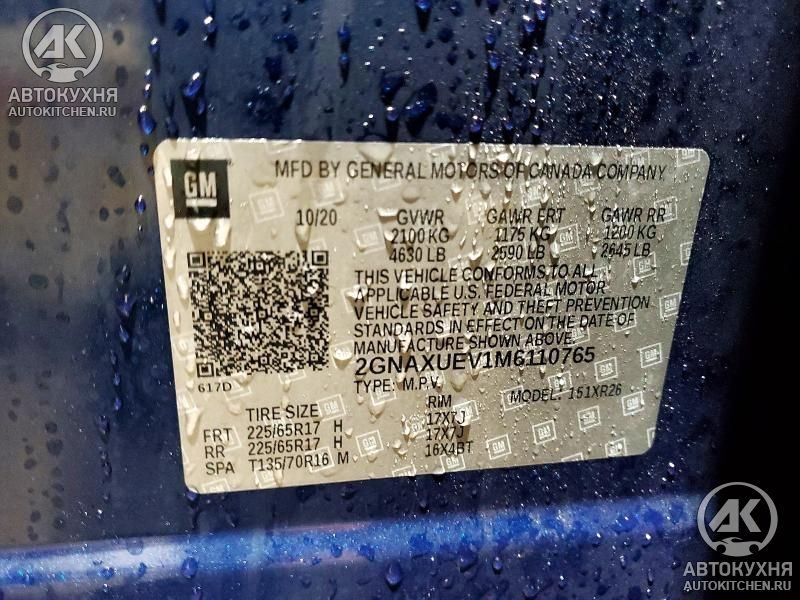 AK
АВТОКУХНЯ
AUTOKITCHEN.RU
GM
MFD BY GENERAL MOTORS OF CANADA COMPANY
10/20 GVWR GAWR FRT GAWR RR
2100 KG 1175 KG 1200 KG
4630 LB 2590 LB 2645 LB
THIS VEHICLE CONFORMS TO ALL
APPLICABLE U.S. FEDERAL MOTOR
VEHICLE SAFETY AND THEFT PREVENTION
STANDARDS IN EFFECT ON THE DATE OF
MANUFACTURE SHOWN ABOVE.
2GNAXUEV1M6110765
617D TYPE: M.P.V. MODEL: 151XR26
TIRE SIZE RIM
FRT 225/65R17 H 17X7J
RR 225/65R17 H 17X7J
SPA T135/70R16 M 16X4BT
AK
АВТОКУХНЯ
AUTOKITCHEN.RU